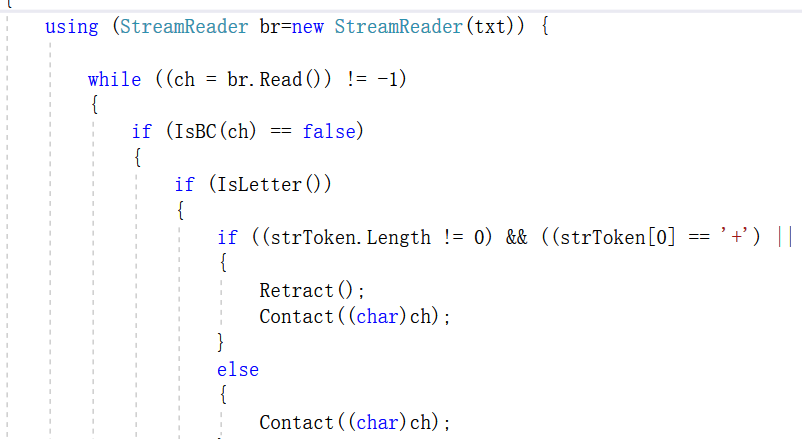 {
using (StreamReader br=new StreamReader(txt)) {
while ((ch = br.Read()) != -1)
{
if (IsBC(ch) == false)
{
if (IsLetter())
{
if ((strToken.Length != 0) && ((strToken[0] == '+') ||
{
Retract();
Contact((char)ch);
}
else
{
Contact((char)ch);